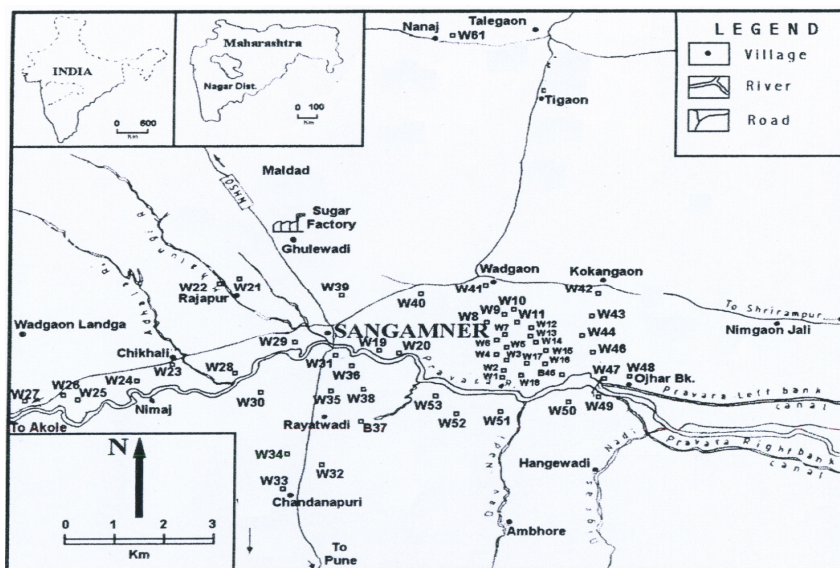 INDIA
0 600
Km
Maharashtra
Nagar Dist.
0 100
Km
LEGEND
Village
River
Road
Nanaj
Talegaon
W61
Tigaon
Maldad
Sugar
Factory
Ghulewadi
W22
W21
Rajapur
W39
Wadgaon
W41
Kokangaon
W42
W40
To Shrirampur
Nimgaon Jali
Wadgaon Landga
SANGAMNER
W10
W9
W8
W11
W7
W12
W13
W14
W6
W4
W3
W15
W17
W16
W2
W1
W18
B45
W43
W44
W46
W47
W48
Ojhar Bk.
Chikhali
W23
W29
W19
W20
W28
W31
W36
W24
W26
W27
W25
Nimaj
W30
W35
W38
W53
W52
W51
W50
W49
Pravara R.
Pravara Left bank
canal
Pravara Right bank
canal
To Akole
Rayatwadi
B37
W34
W32
W33
Chandanapuri
Hangewadi
Nadi
Dev Nadi
Ambhore
To
Pune
N
0 1 2 3
Km